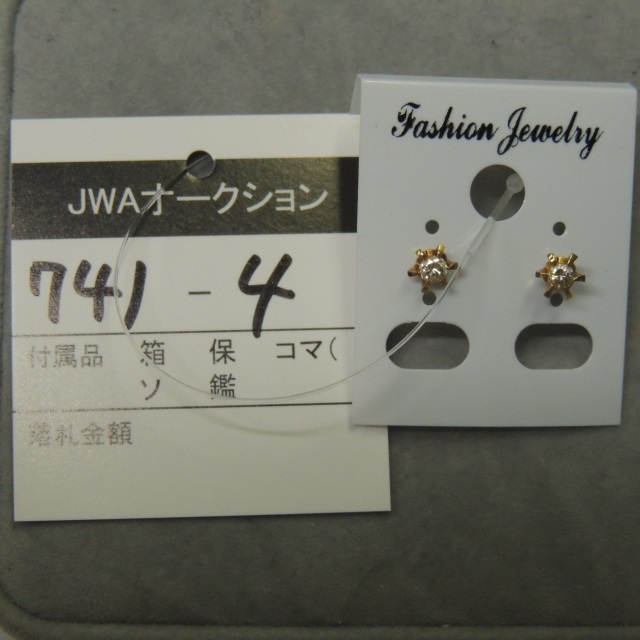 JWAオークション
741 - 4
付属品 箱 保 コマ(
ソ 鑑
落札金額
Fashion Jewelry